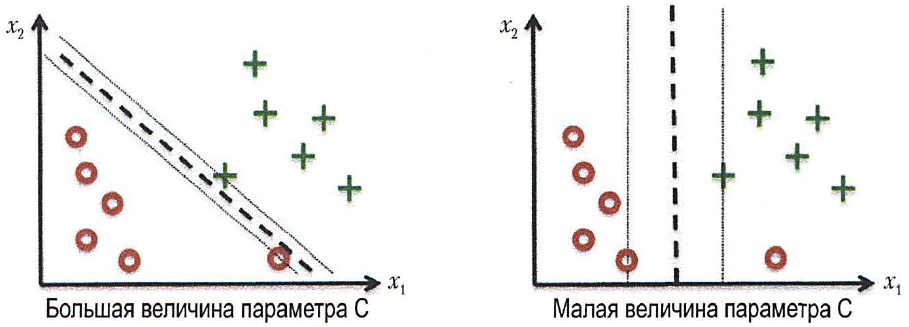 x₂
x₁
Большая величина параметра C
x₂
x₁
Малая величина параметра C